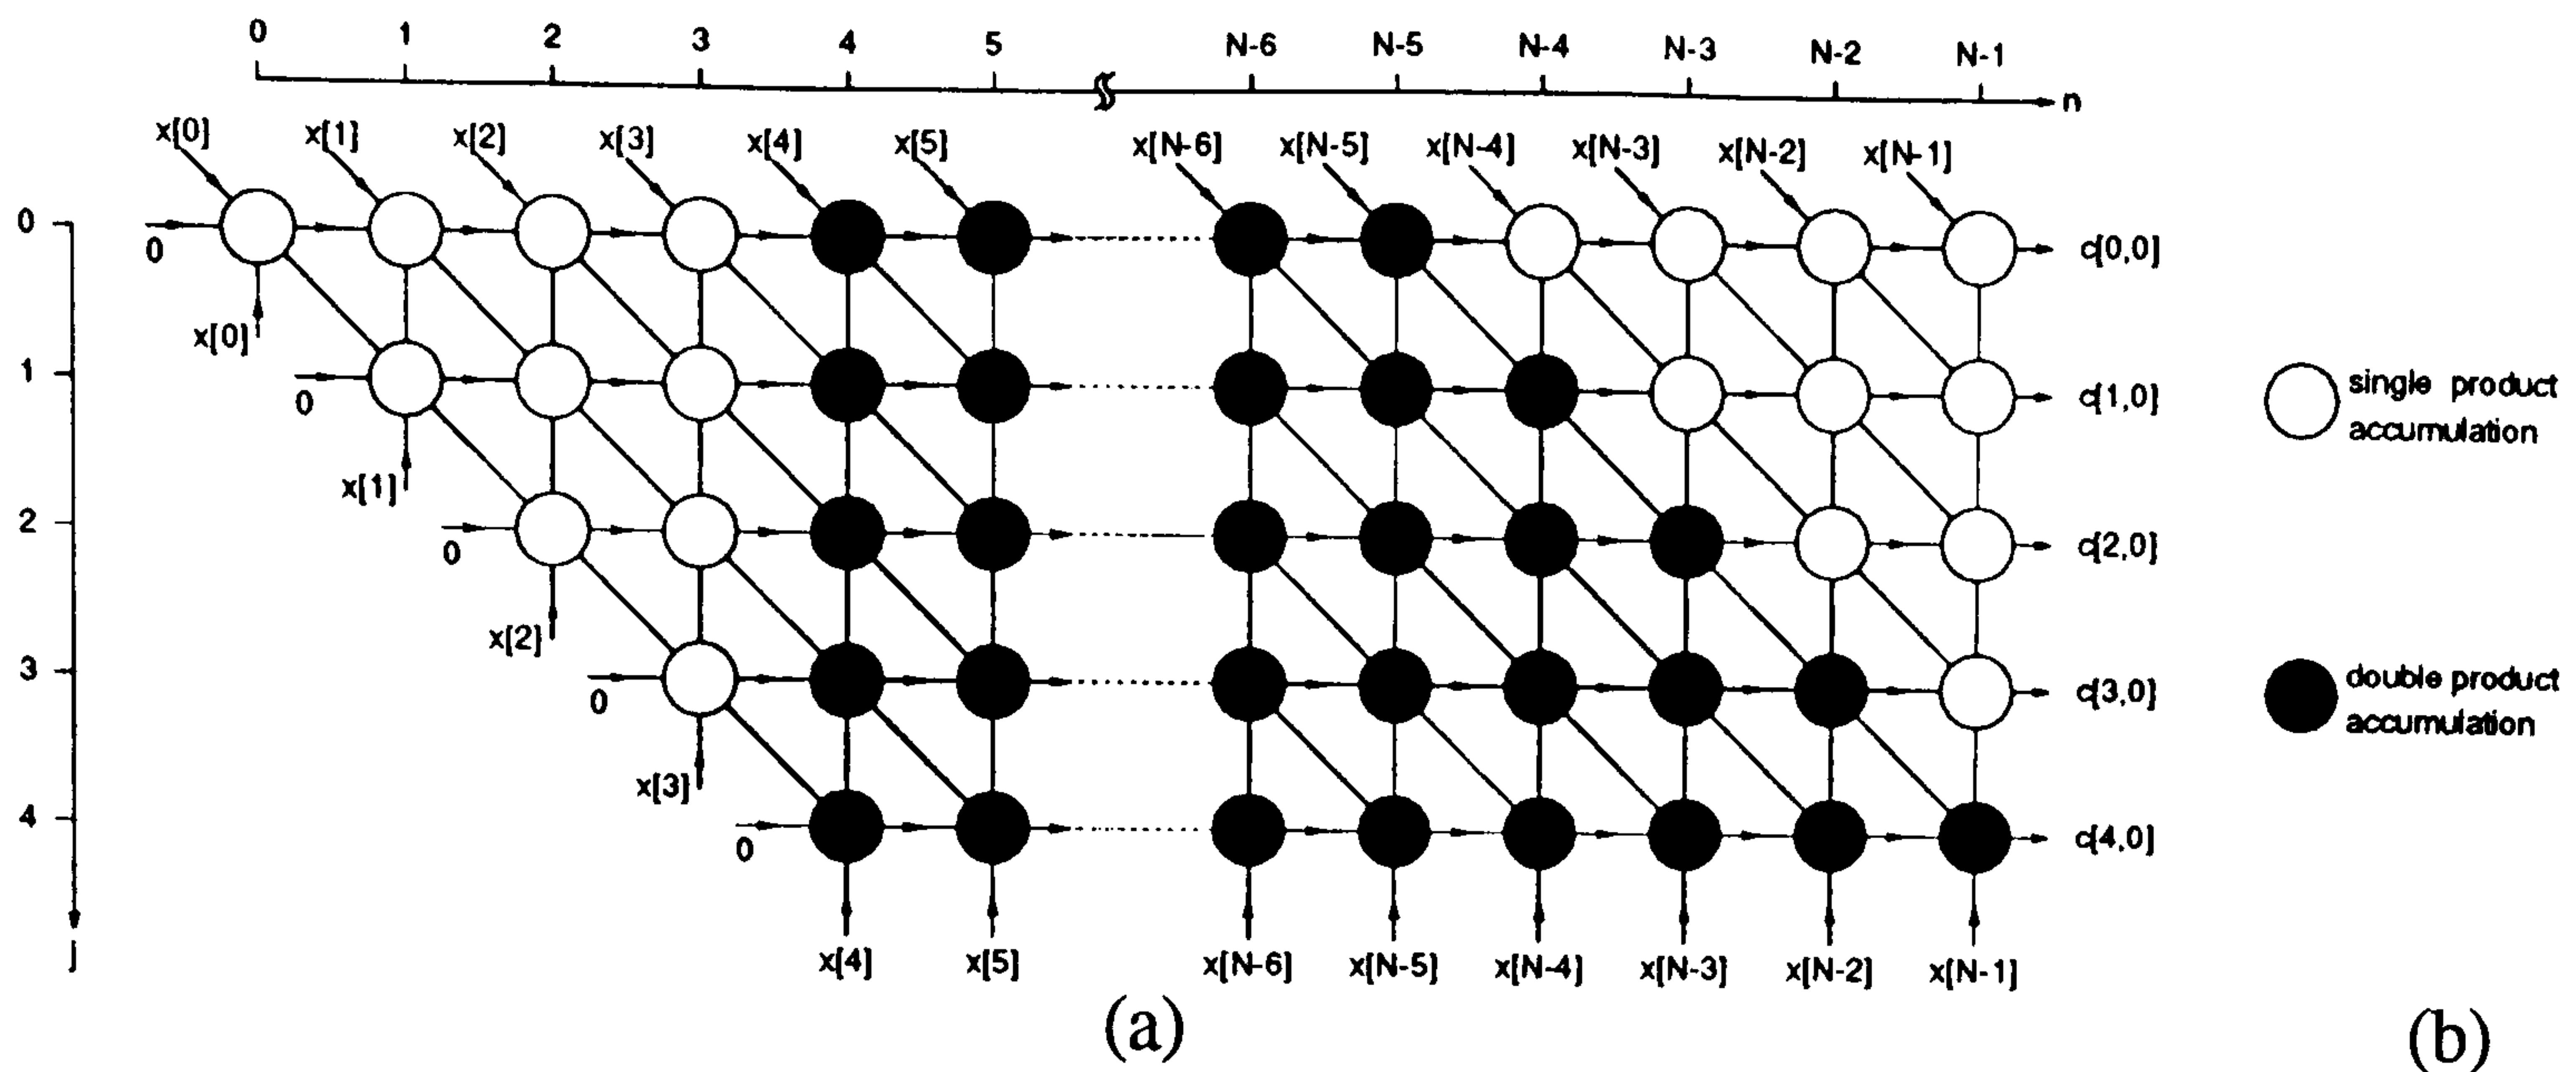 0 1 2 3 4 5 N-6 N-5 N-4 N-3 N-2 N-1
n
x[0] x[1] x[2] x[3] x[4] x[5] x[N-6] x[N-5] x[N-4] x[N-3] x[N-2] x[N-1]
0 0 c[0,0]
x[0]
1 0 c[1,0]
single product
accumulation
x[1]
2 0 c[2,0]
x[2]
3 0 c[3,0]
double product
accumulation
x[3]
4 0 c[4,0]
j x[4] x[5] x[N-6] x[N-5] x[N-4] x[N-3] x[N-2] x[N-1]
(a) (b)